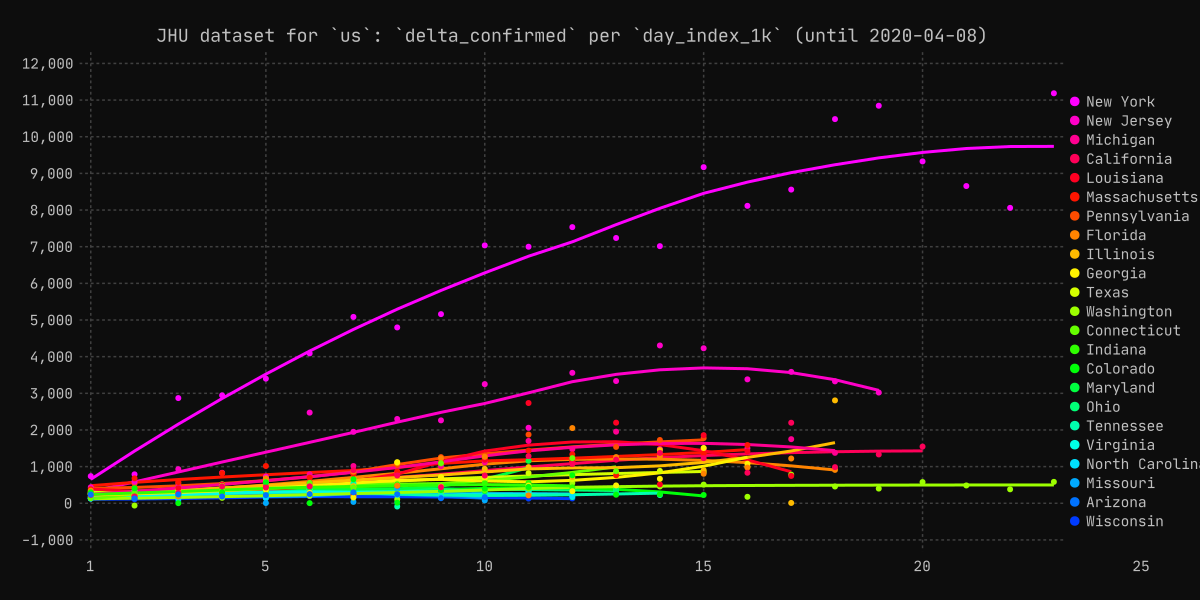 JHU dataset for `us`: `delta_confirmed` per `day_index_1k` (until 2020-04-08)
12,000
11,000
10,000
9,000
8,000
7,000
6,000
5,000
4,000
3,000
2,000
1,000
0
−1,000
1 5 10 15 20 25
New York
New Jersey
Michigan
California
Louisiana
Massachusetts
Pennsylvania
Florida
Illinois
Georgia
Texas
Washington
Connecticut
Indiana
Colorado
Maryland
Ohio
Tennessee
Virginia
North Carolina
Missouri
Arizona
Wisconsin